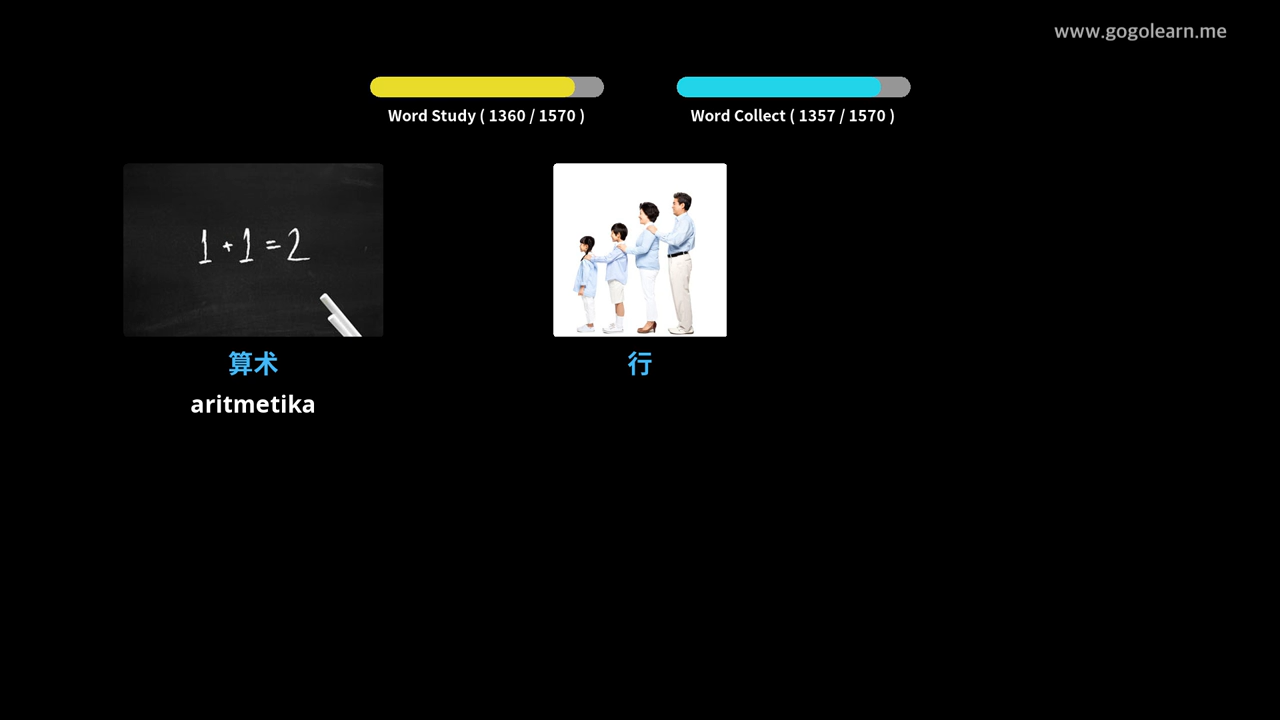 www.gogolearn.me
Word Study ( 1360 / 1570 )
Word Collect ( 1357 / 1570 )
1 + 1 = 2
算术
aritmetika
行